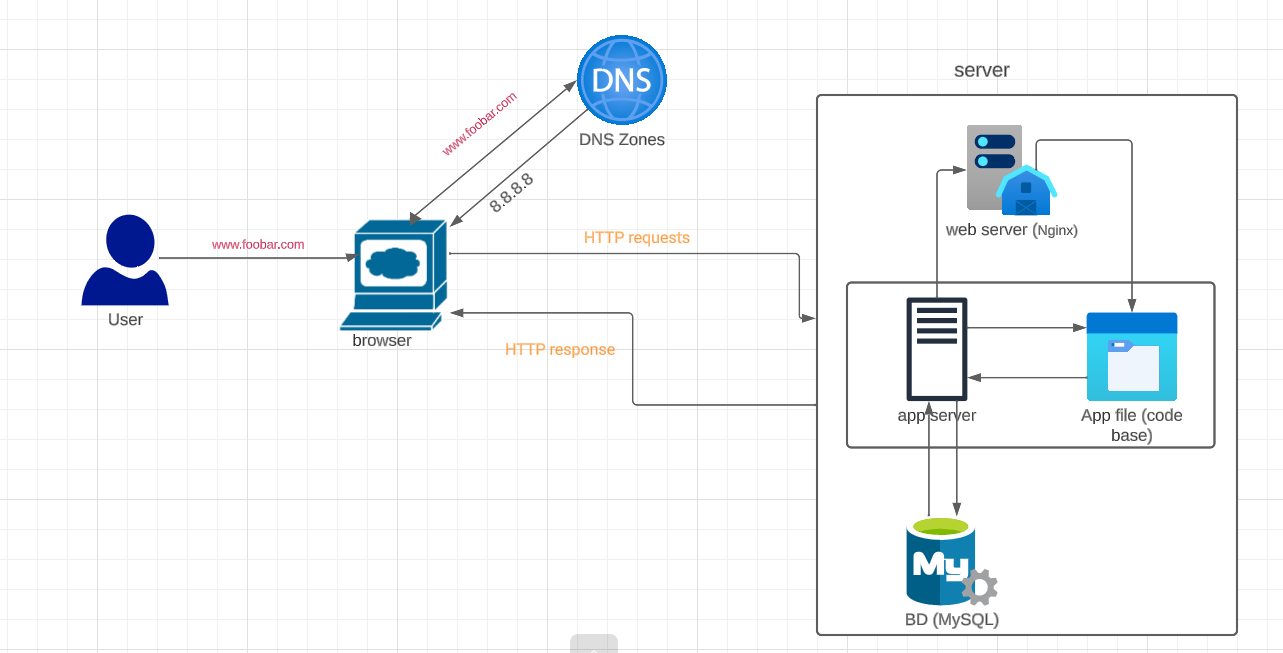 server
DNS
DNS Zones
www.foobar.com
8.8.8.8
www.foobar.com
User
browser
HTTP requests
HTTP response
web server (Nginx)
app server
App file (code
base)
My
BD (MySQL)